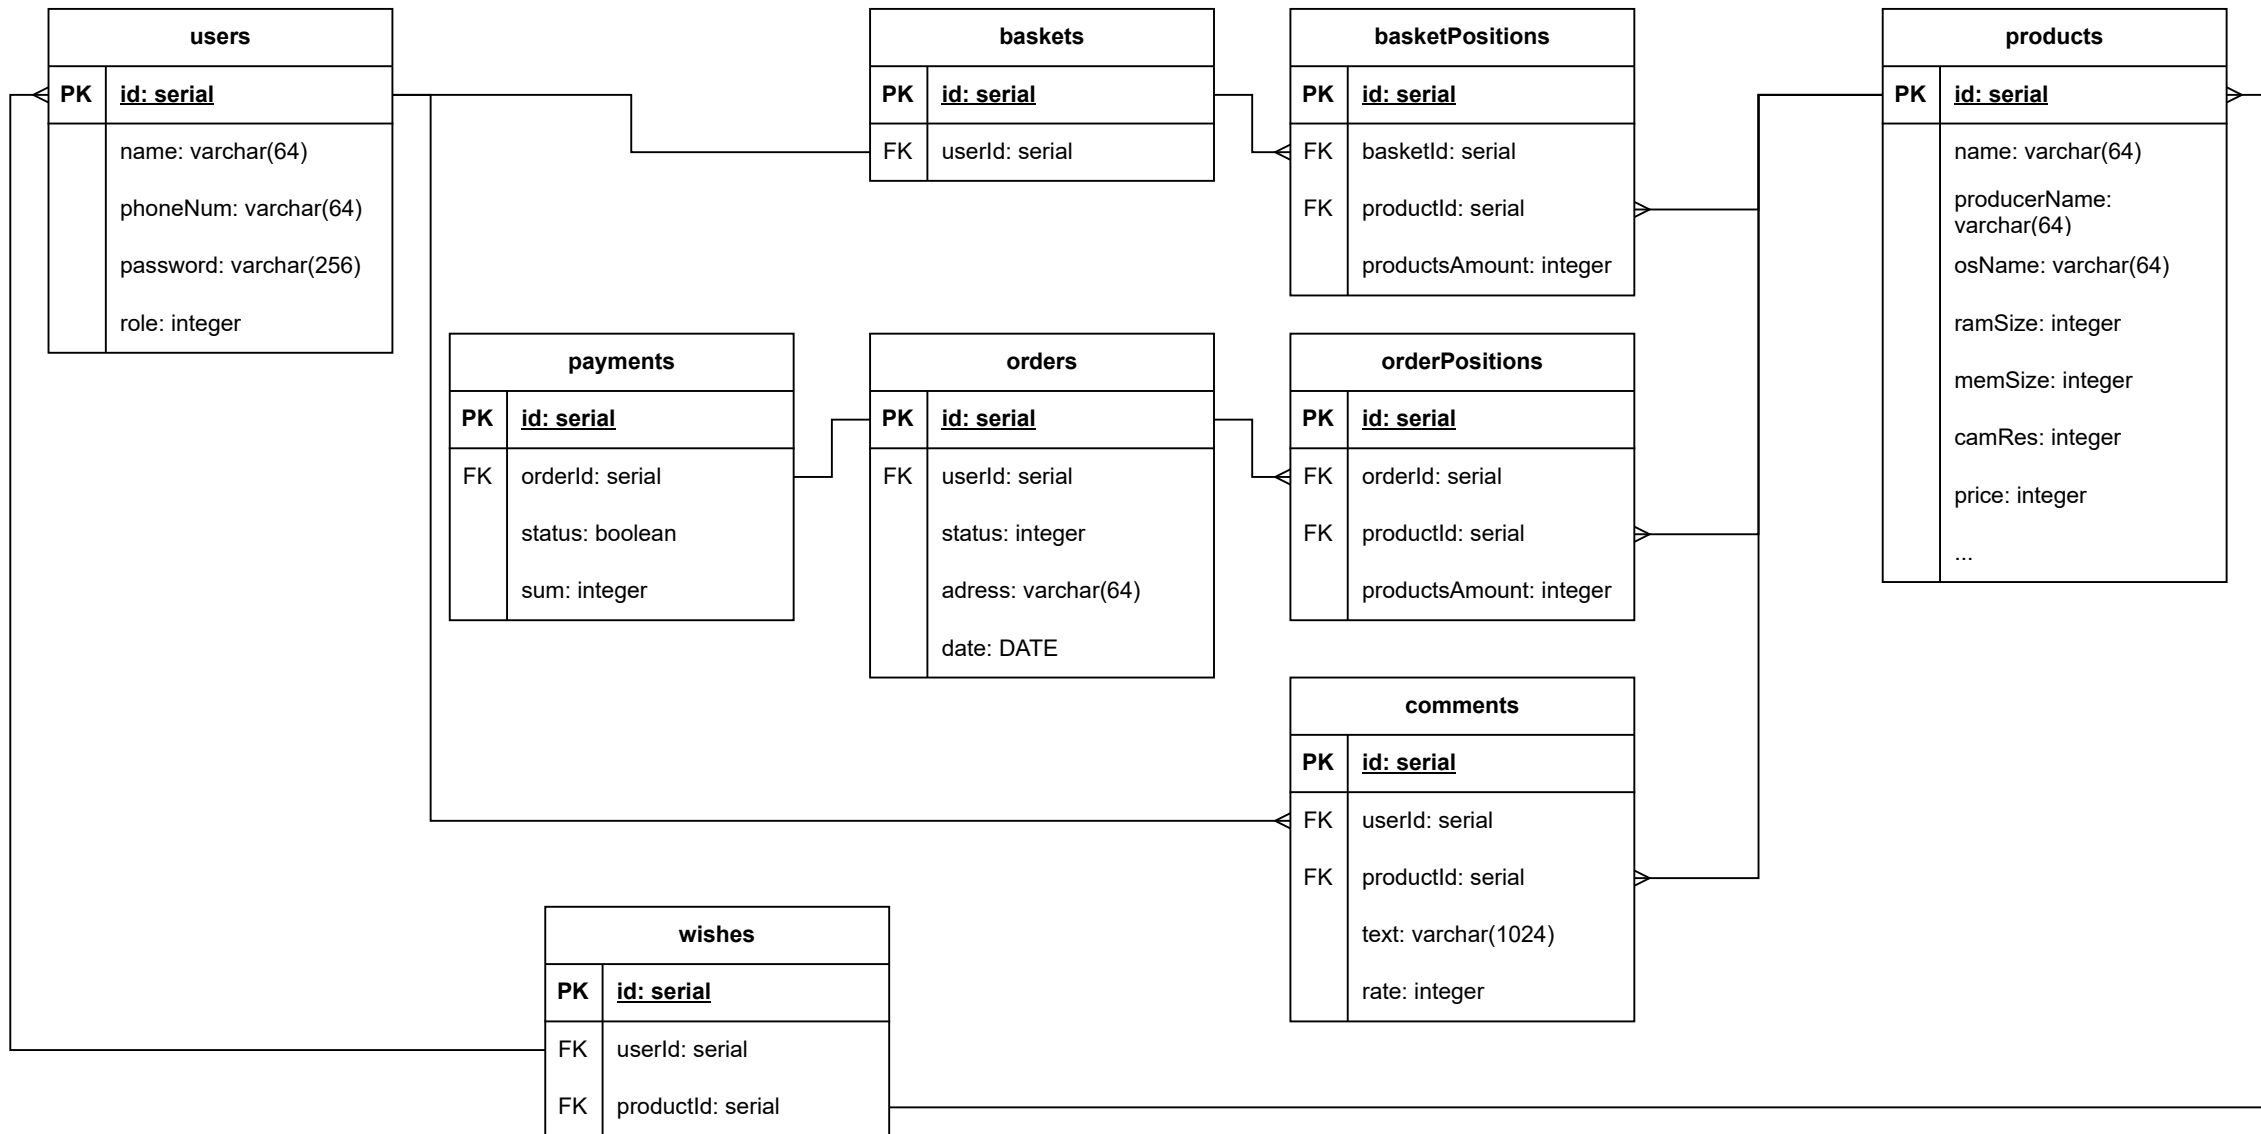 users
PK id: serial
name: varchar(64)
phoneNum: varchar(64)
password: varchar(256)
role: integer
baskets
PK id: serial
FK userId: serial
basketPositions
PK id: serial
FK basketId: serial
FK productId: serial
productsAmount: integer
products
PK id: serial
name: varchar(64)
producerName:
varchar(64)
osName: varchar(64)
ramSize: integer
memSize: integer
camRes: integer
price: integer
...
payments
PK id: serial
FK orderId: serial
status: boolean
sum: integer
orders
PK id: serial
FK userId: serial
status: integer
adress: varchar(64)
date: DATE
orderPositions
PK id: serial
FK orderId: serial
FK productId: serial
productsAmount: integer
comments
PK id: serial
FK userId: serial
FK productId: serial
text: varchar(1024)
rate: integer
wishes
PK id: serial
FK userId: serial
FK productId: serial